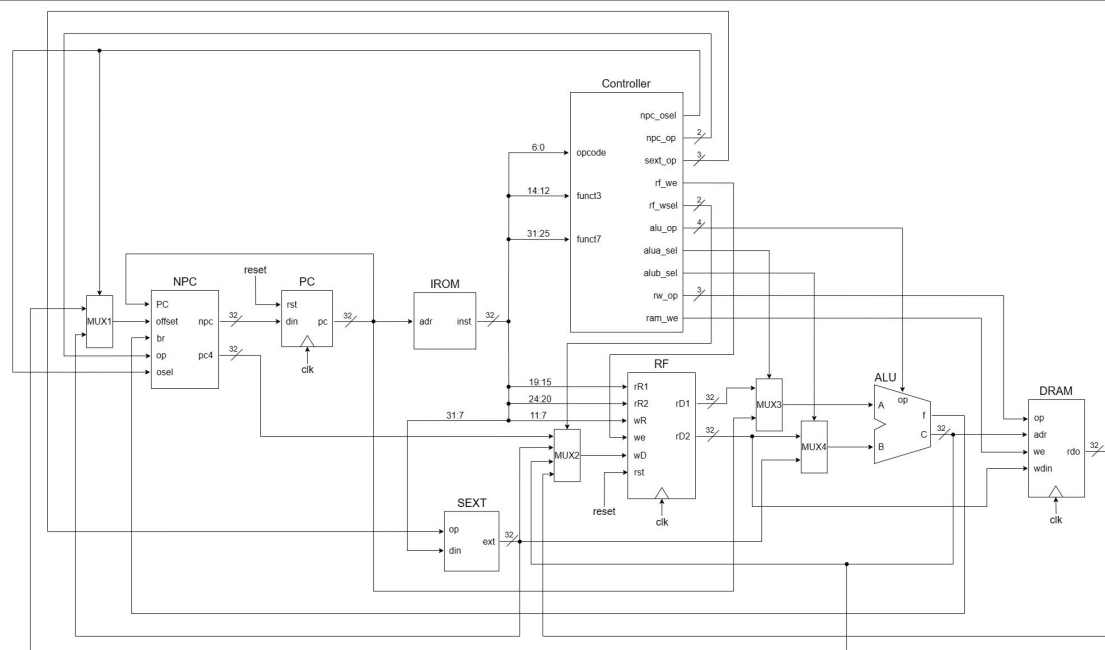 Controller
npc_osel
npc_op
2
sext_op
3
rf_we
rf_wsel
2
alu_op
4
alua_sel
alub_sel
rw_op
3
ram_we
opcode
funct3
funct7
6:0
14:12
31:25
NPC
PC
offset
br
op
osel
npc
32
pc4
32
MUX1
reset
PC
rst
din
pc
32
clk
IROM
adr
inst
32
19:15
24:20
31:7
11:7
RF
rR1
rR2
wR
we
wD
rst
rD1
32
rD2
32
reset
clk
MUX2
MUX3
MUX4
ALU
op
A
B
f
C
32
DRAM
op
adr
we
wdin
rdo
32
clk
SEXT
op
din
ext
32